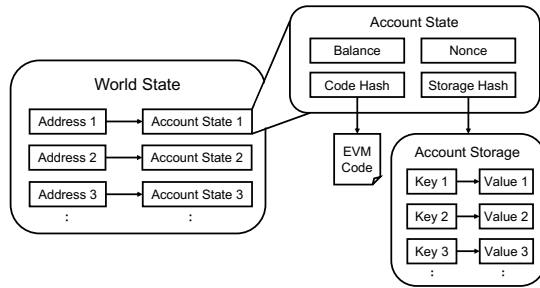 World State
Address 1
Account State 1
Address 2
Account State 2
Address 3
Account State 3
:
:
Account State
Balance
Nonce
Code Hash
Storage Hash
EVM
Code
Account Storage
Key 1
Value 1
Key 2
Value 2
Key 3
Value 3
:
: